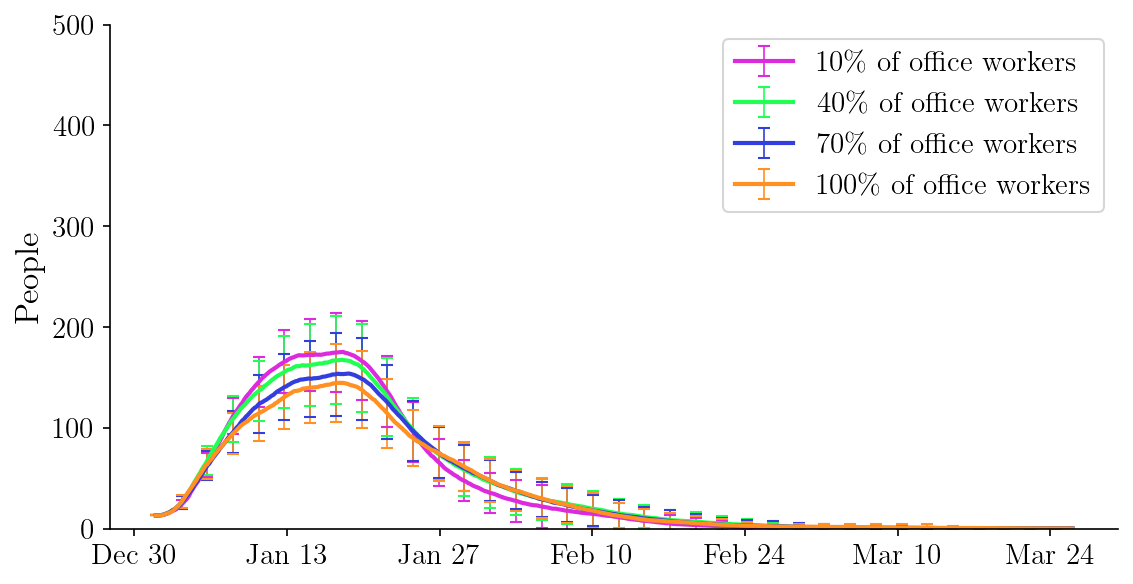 500
400
300
200
100
0
People
10% of office workers
40% of office workers
70% of office workers
100% of office workers
Dec 30 Jan 13 Jan 27 Feb 10 Feb 24 Mar 10 Mar 24